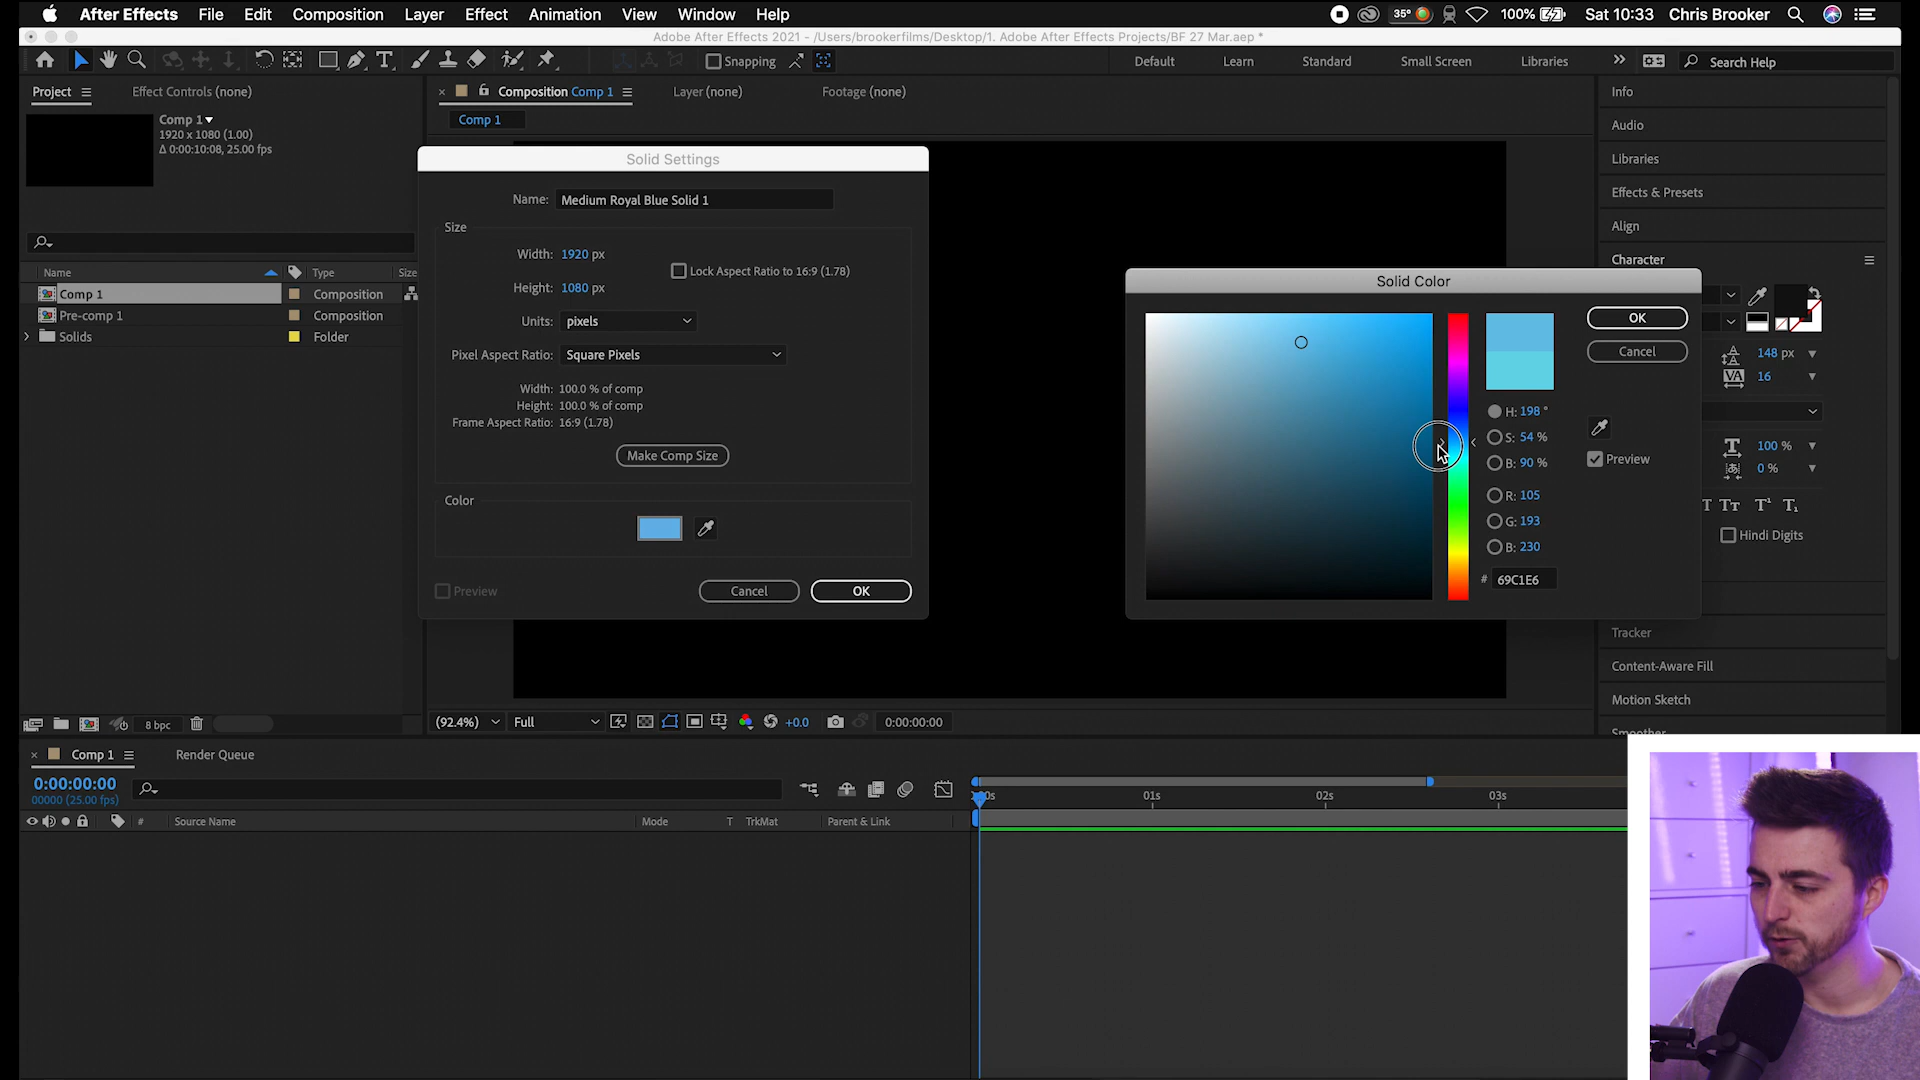 After Effects File Edit Composition Layer Effect Animation View Window Help 35° 100% Sat 10:33 Chris Brooker
Adobe After Effects 2021 - /Users/brookerfilms/Desktop/1. Adobe After Effects Projects/BF 27 Mar.aep *
Snapping Default Learn Standard Small Screen Libraries Search Help
Project Effect Controls (none) Composition Comp 1 Layer (none) Footage (none)
Comp 1
1920 x 1080 (1.00)
Δ 0:00:10:08, 25.00 fps
Comp 1
Name Type Size
Comp 1 Composition
Pre-comp 1 Composition
Solids Folder
8 bpc
Solid Settings
Name: Medium Royal Blue Solid 1
Size
Width: 1920 px
Lock Aspect Ratio to 16:9 (1.78)
Height: 1080 px
Units: pixels
Pixel Aspect Ratio: Square Pixels
Width: 100.0 % of comp
Height: 100.0 % of comp
Frame Aspect Ratio: 16:9 (1.78)
Make Comp Size
Color
Preview Cancel OK
Solid Color
OK
Cancel
H: 198 °
S: 54 %
B: 90 %
Preview
R: 105
G: 193
B: 230
# 69C1E6
Info
Audio
Libraries
Effects & Presets
Align
Character
148 px
16
100 %
0 %
Hindi Digits
Tracker
Content-Aware Fill
Motion Sketch
(92.4%) Full +0.0 0:00:00:00
Comp 1 Render Queue
0:00:00:00
00000 (25.00 fps)
# Source Name Mode T TrkMat Parent & Link
01s 02s 03s